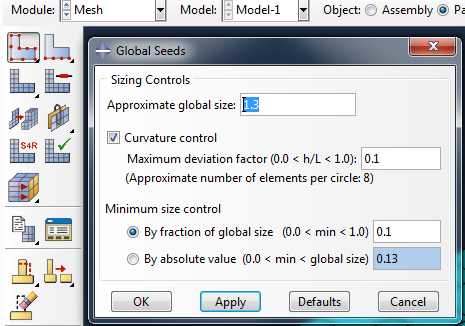 Module: Mesh Model: Model-1 Object: Assembly Pa
Global Seeds
Sizing Controls
Approximate global size: 1.3
Curvature control
Maximum deviation factor (0.0 < h/L < 1.0): 0.1
(Approximate number of elements per circle: 8)
Minimum size control
By fraction of global size (0.0 < min < 1.0) 0.1
By absolute value (0.0 < min < global size) 0.13
OK Apply Defaults Cancel
S4R